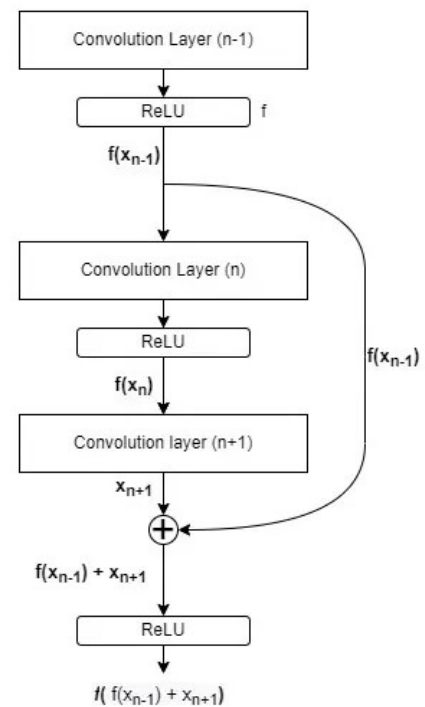 Convolution Layer (n-1)
ReLU f
f(xₙ₋₁)
Convolution Layer (n)
ReLU
f(xₙ₋₁)
f(xₙ)
Convolution layer (n+1)
xₙ₊₁
+
f(xₙ₋₁) + xₙ₊₁
ReLU
f( f(xₙ₋₁) + xₙ₊₁)